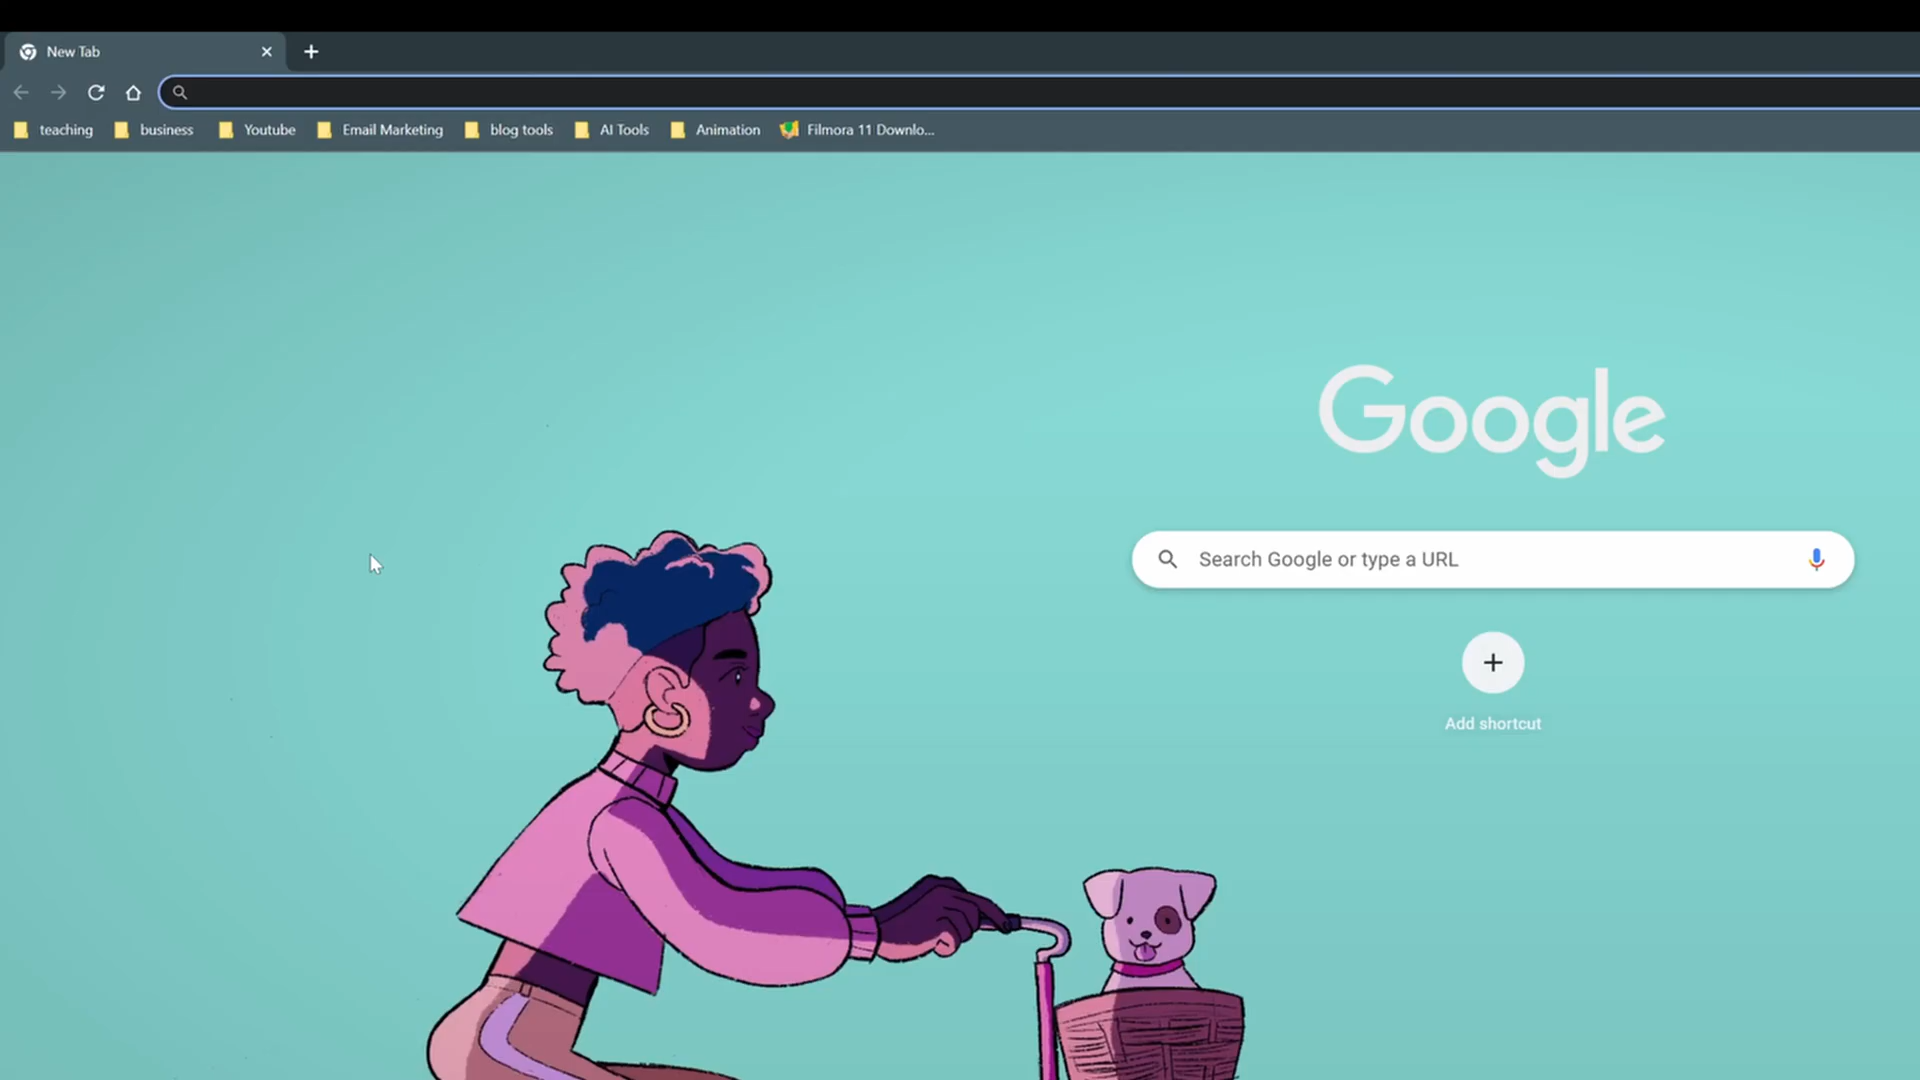 New Tab
teaching business Youtube Email Marketing blog tools AI Tools Animation Filmora 11 Downlo...
Google
Search Google or type a URL
Add shortcut